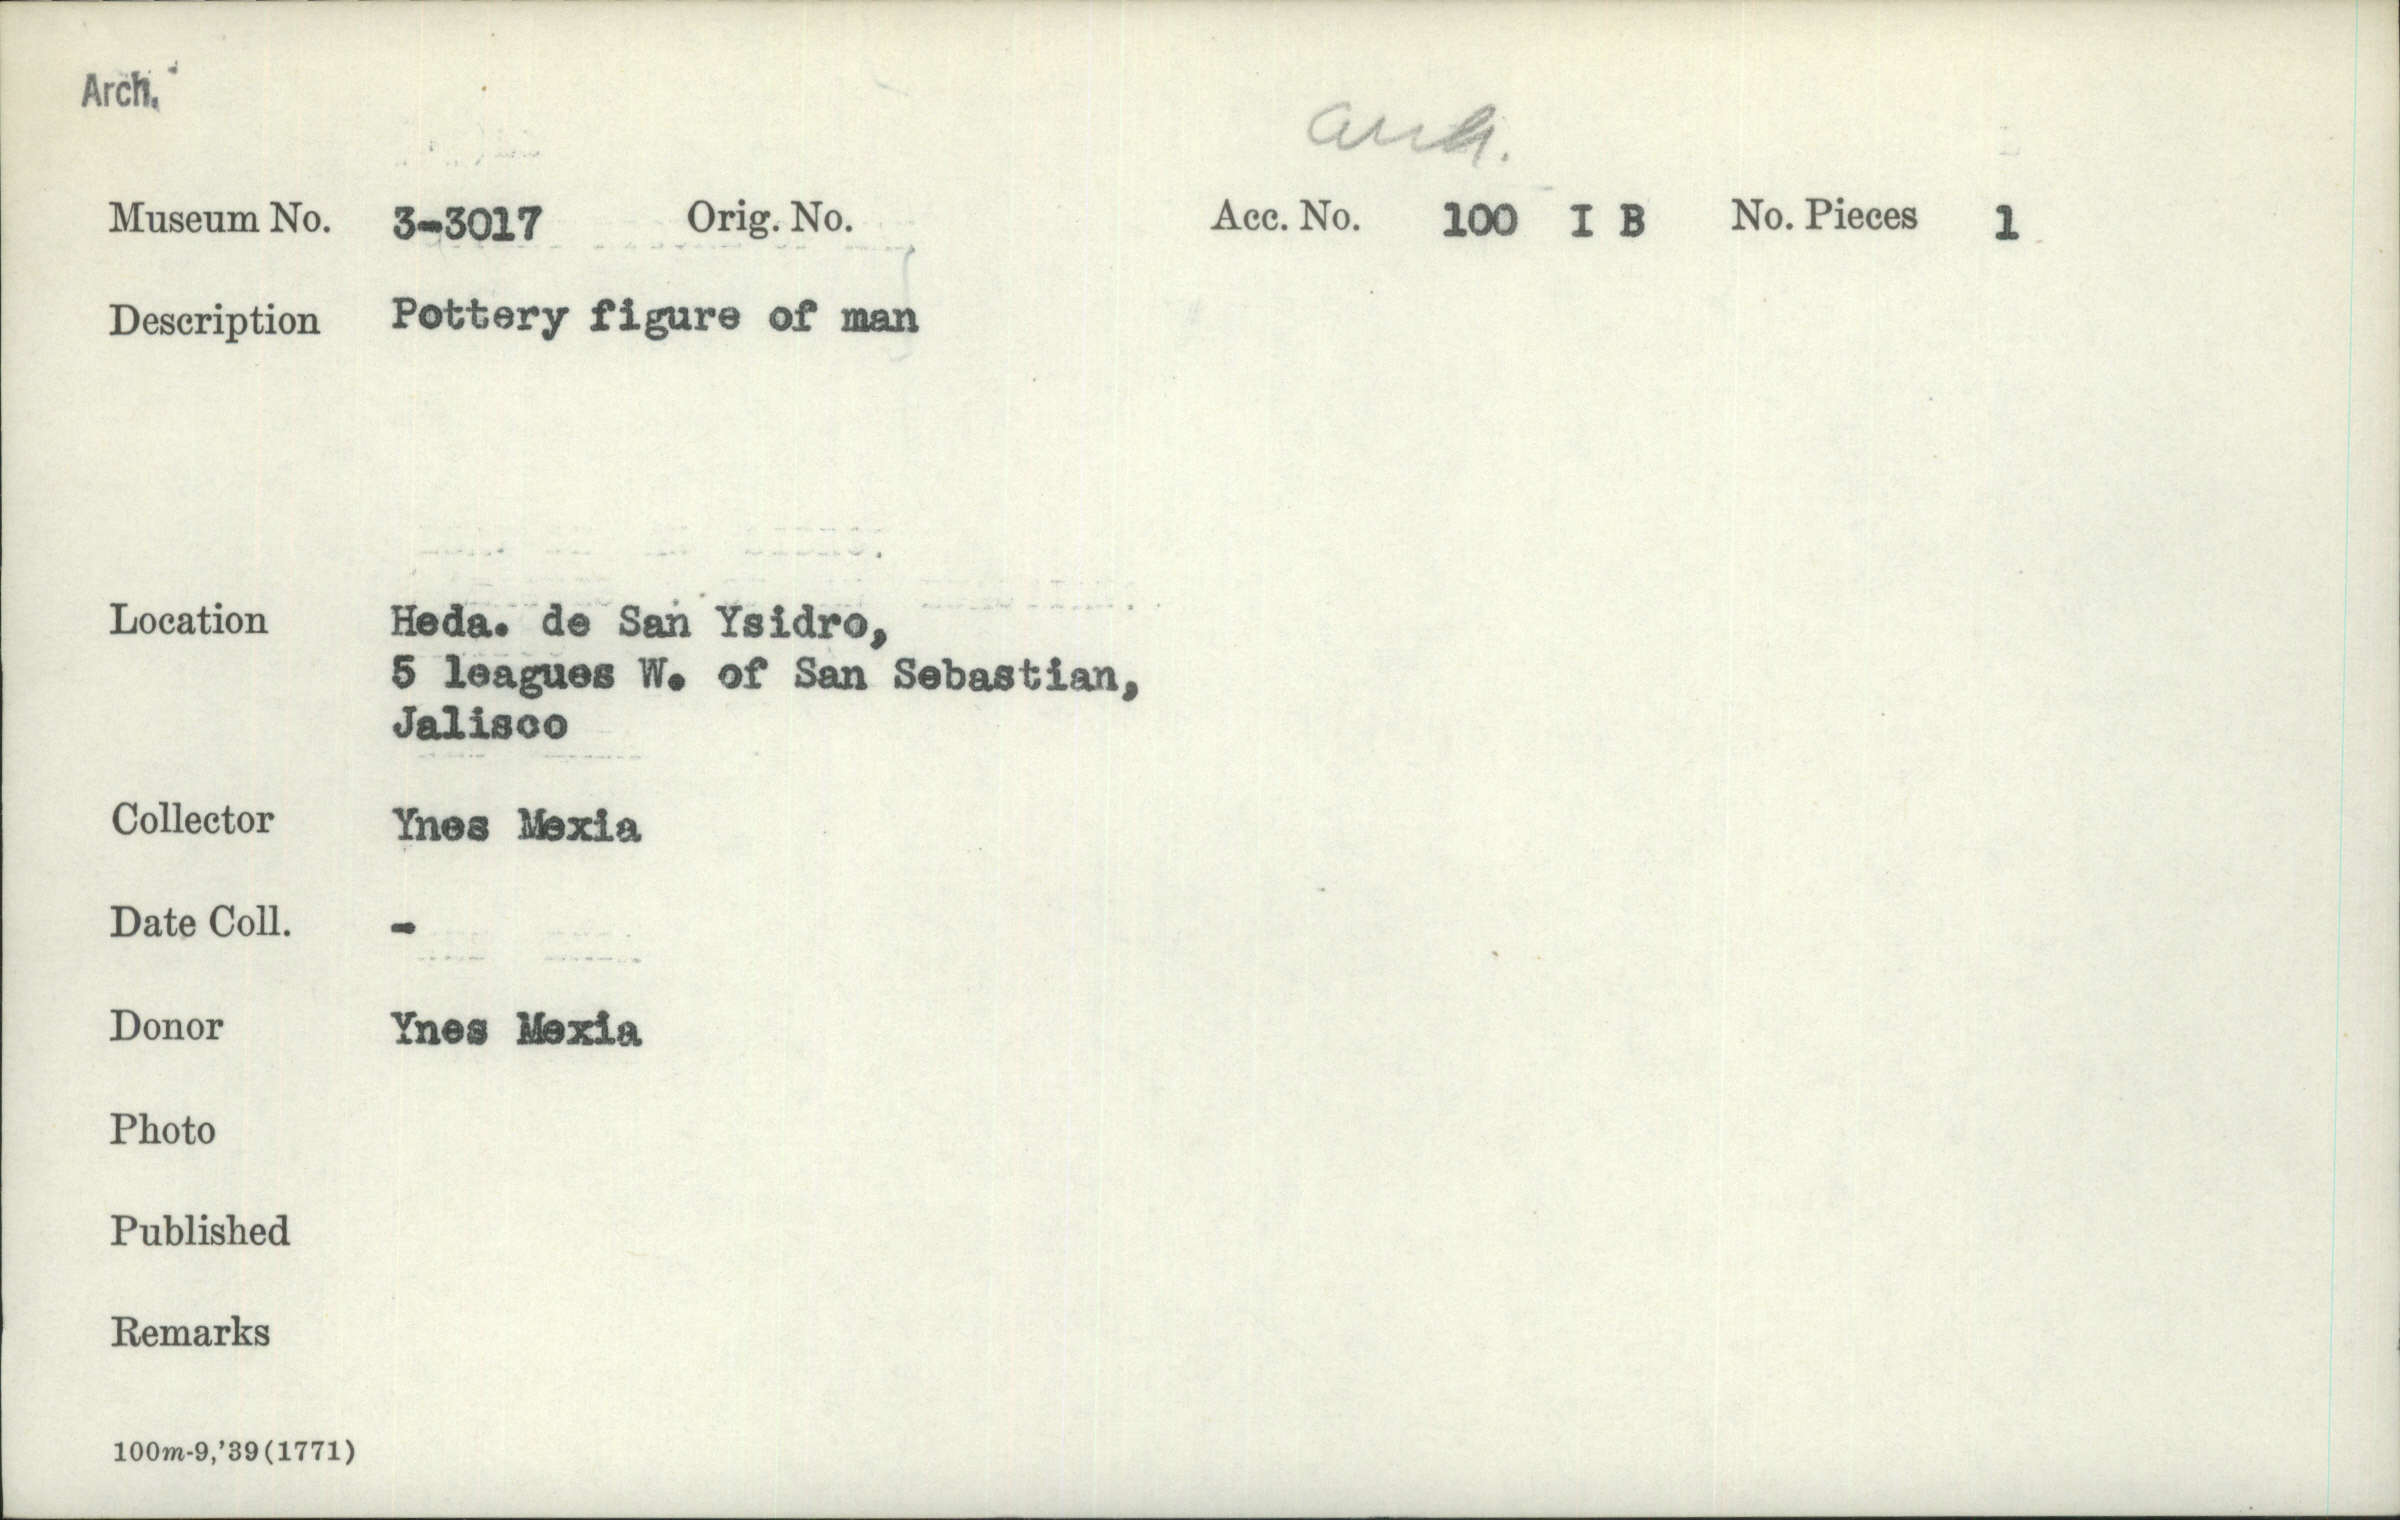 Arch.
arch.
Museum No. 3-3017 Orig. No. Acc. No. 100 I B No. Pieces 1
Description Pottery figure of man
Location Heda. de San Ysidro,
5 leagues W. of San Sebastian,
Jalisco
Collector Ynes Mexia
Date Coll. -
Donor Ynes Mexia
Photo
Published
Remarks
100m-9,'39(1771)